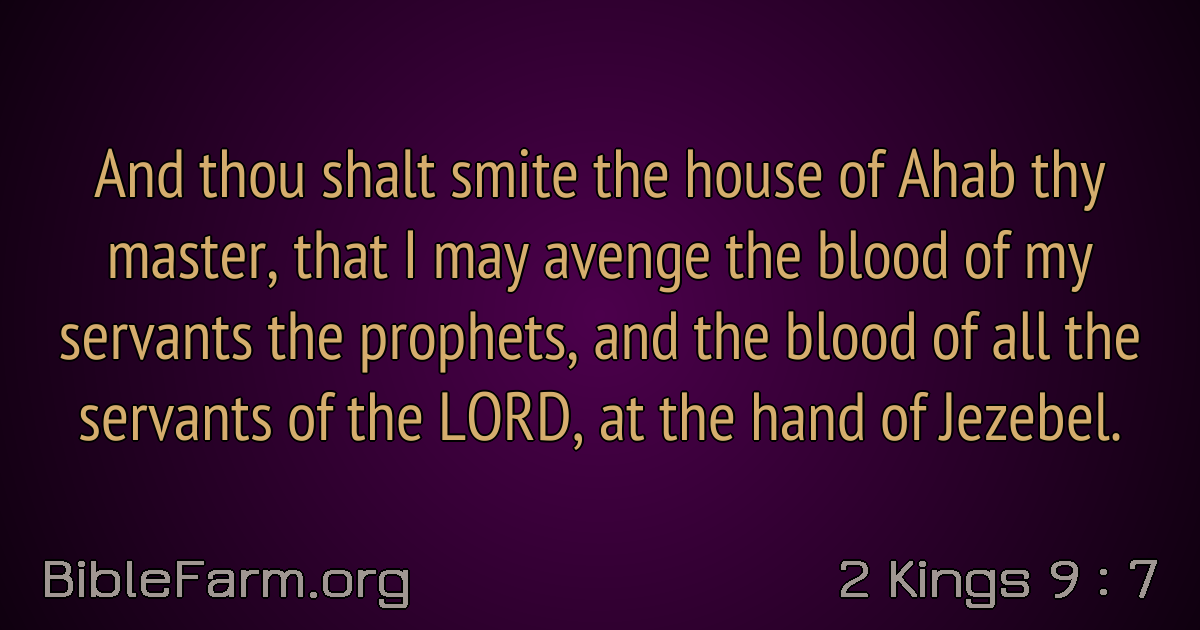 And thou shalt smite the house of Ahab thy
master, that I may avenge the blood of my
servants the prophets, and the blood of all the
servants of the LORD, at the hand of Jezebel.
BibleFarm.org
2 Kings 9 : 7